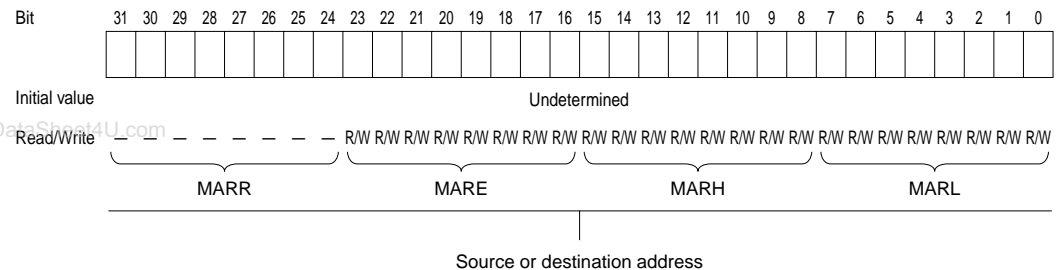 Bit 31 30 29 28 27 26 25 24 23 22 21 20 19 18 17 16 15 14 13 12 11 10 9 8 7 6 5 4 3 2 1 0
Initial value Undetermined
DataSheet4U.com
Read/Write — — — — — — — — R/W R/W R/W R/W R/W R/W R/W R/W R/W R/W R/W R/W R/W R/W R/W R/W R/W R/W R/W R/W R/W R/W R/W R/W
MARR MARE MARH MARL
Source or destination address